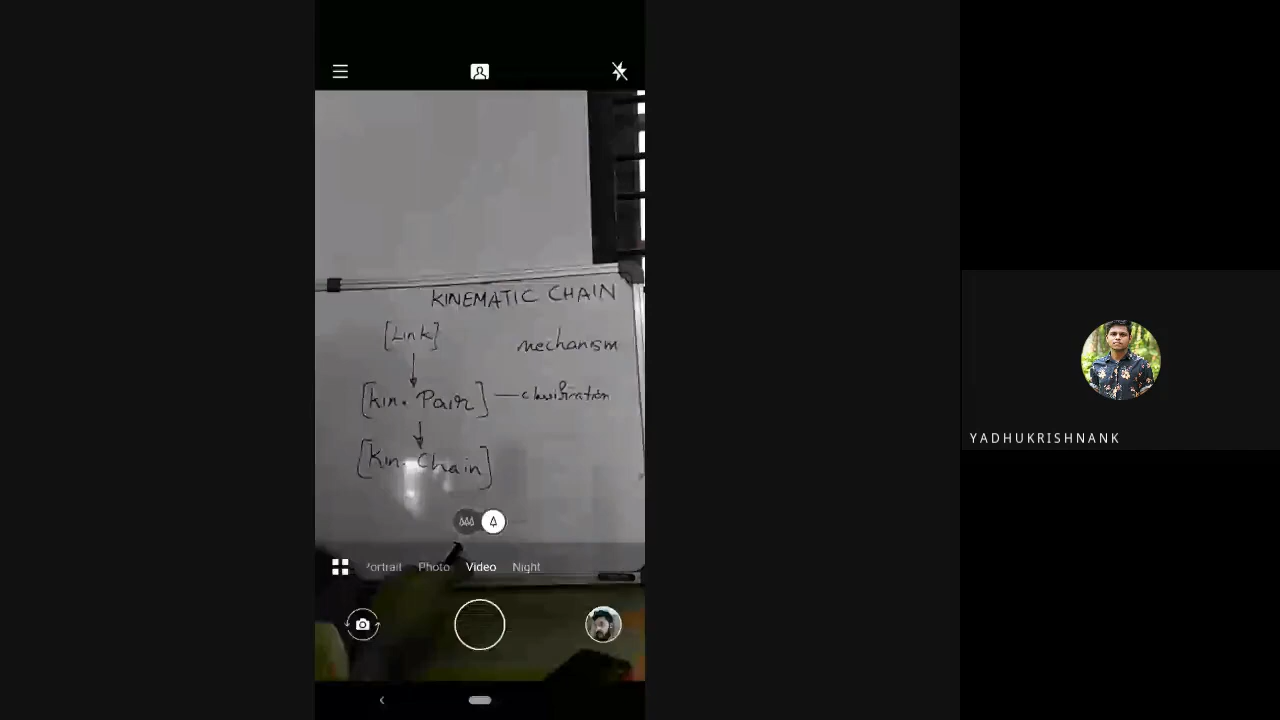 KINEMATIC CHAIN
[Link]
mechanism
[Kin. Pair] — classification
[Kin. Chain]
Portrait Photo Video Night
YADHUKRISHNANK